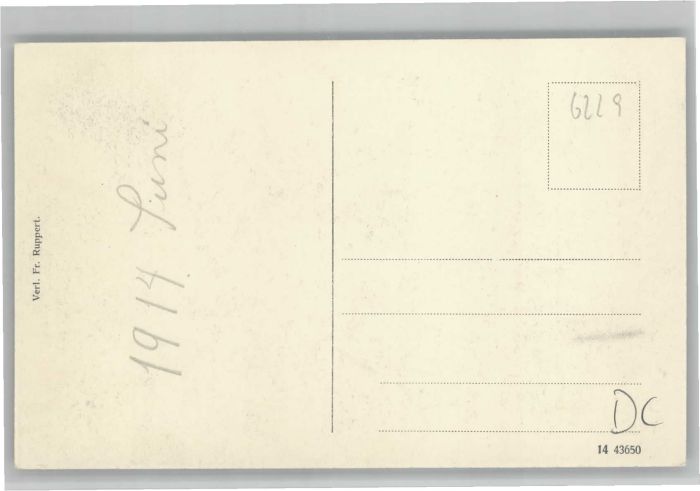 Verl. Fr. Ruppert.
1914 Juni
6229
DC
14 43650